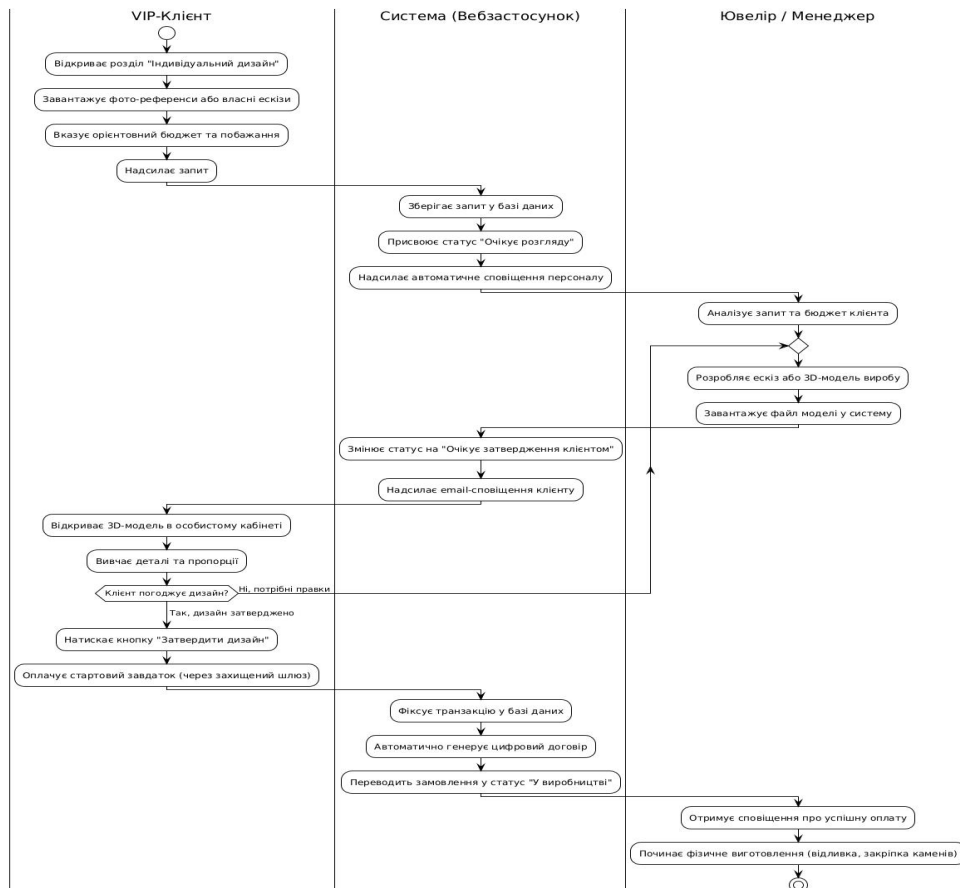 VIP-Клієнт
Система (Вебзастосунок)
Ювелір / Менеджер
Відкриває розділ "Індивідуальний дизайн"
Завантажує фото-референси або власні ескізи
Вказує орієнтовний бюджет та побажання
Надсилає запит
Зберігає запит у базі даних
Присвоює статус "Очікує розгляду"
Надсилає автоматичне сповіщення персоналу
Аналізує запит та бюджет клієнта
Розробляє ескіз або 3D-модель виробу
Завантажує файл моделі у систему
Змінює статус на "Очікує затвердження клієнтом"
Надсилає email-сповіщення клієнту
Відкриває 3D-модель в особистому кабінеті
Вивчає деталі та пропорції
Клієнт погоджує дизайн?
Ні, потрібні правки
Так, дизайн затверджено
Натискає кнопку "Затвердити дизайн"
Оплачує стартовий завдаток (через захищений шлюз)
Фіксує транзакцію у базі даних
Автоматично генерує цифровий договір
Переводить замовлення у статус "У виробництві"
Отримує сповіщення про успішну оплату
Починає фізичне виготовлення (відливка, закріпка каменів)